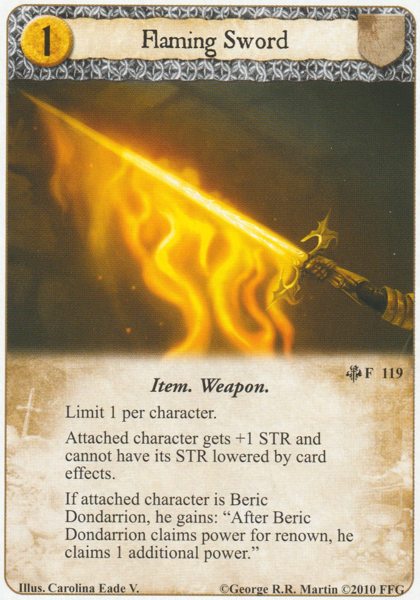 1
Flaming Sword
F 119
Item. Weapon.
Limit 1 per character.
Attached character gets +1 STR and
cannot have its STR lowered by card
effects.
If attached character is Beric
Dondarrion, he gains: “After Beric
Dondarrion claims power for renown, he
claims 1 additional power.”
Illus. Carolina Eade V.
©George R.R. Martin ©2010 FFG